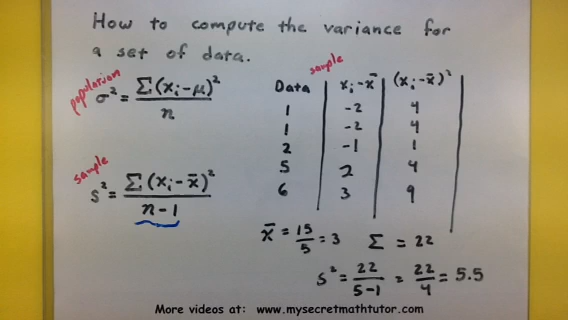 How to compute the variance for
a set of data.
population
σ² = Σ(xᵢ-μ)² / n
sample
s² = Σ(xᵢ-x̄)² / n-1
sample
Data xᵢ-x̄ (xᵢ-x̄)²
1 -2 4
1 -2 4
2 -1 1
5 2 4
6 3 9
x̄ = 15/5 = 3 Σ = 22
s² = 22/5-1 = 22/4 = 5.5
More videos at: www.mysecretmathtutor.com